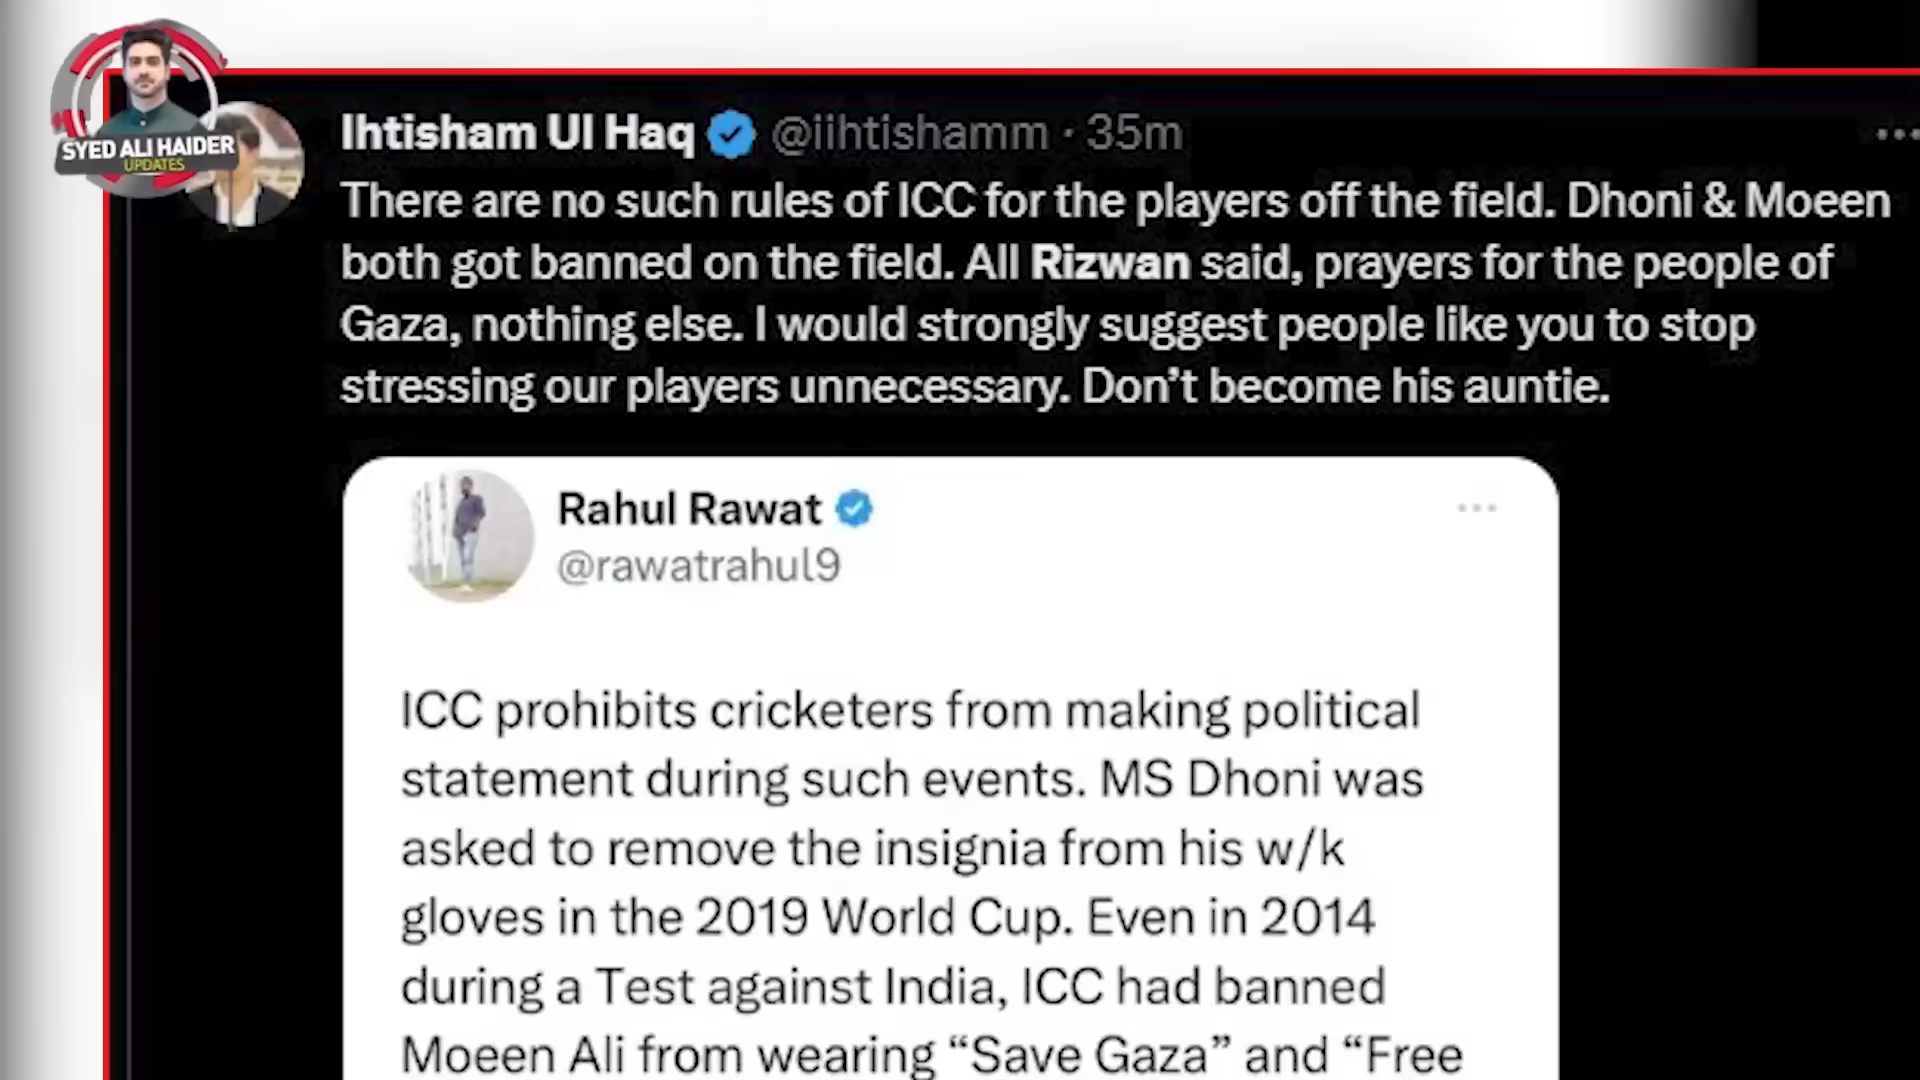 SYED ALI HAIDER
UPDATES
Ihtisham Ul Haq @iihtishamm · 35m
There are no such rules of ICC for the players off the field. Dhoni & Moeen
both got banned on the field. All Rizwan said, prayers for the people of
Gaza, nothing else. I would strongly suggest people like you to stop
stressing our players unnecessary. Don’t become his auntie.
Rahul Rawat
@rawatrahul9
ICC prohibits cricketers from making political
statement during such events. MS Dhoni was
asked to remove the insignia from his w/k
gloves in the 2019 World Cup. Even in 2014
during a Test against India, ICC had banned
Moeen Ali from wearing “Save Gaza” and “Free